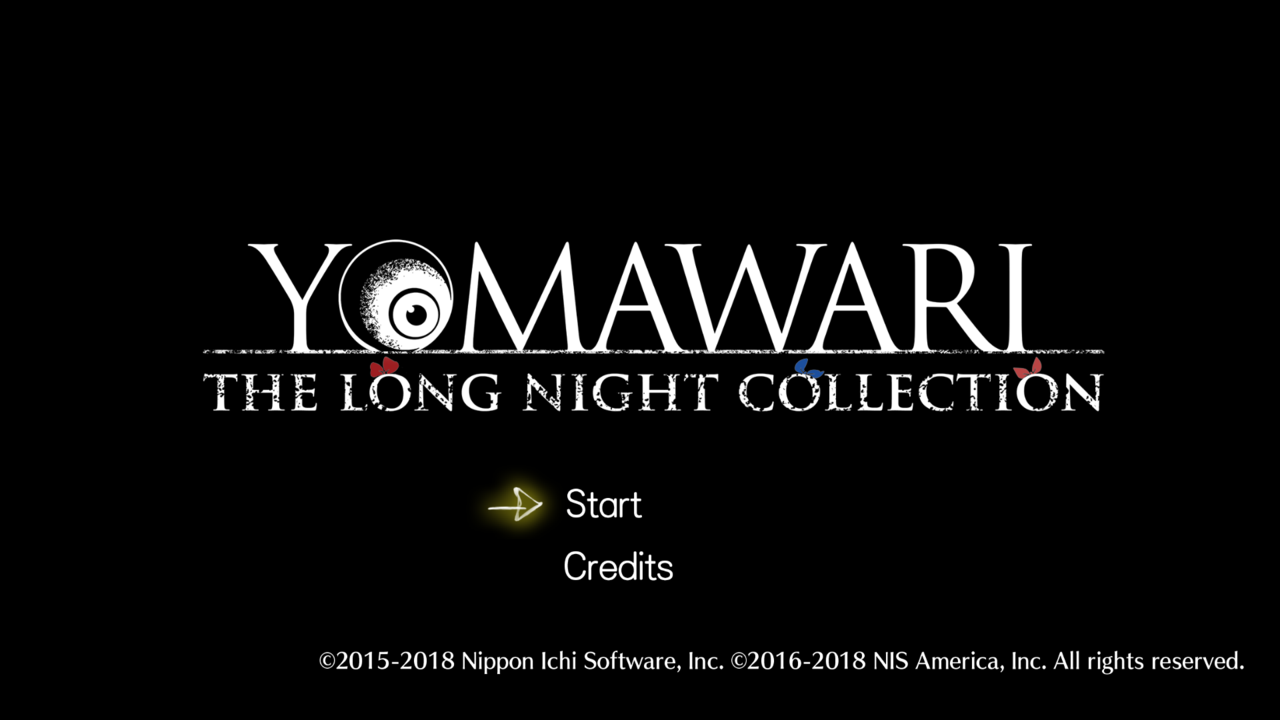 YOMAWARI
THE LONG NIGHT COLLECTION
Start
Credits
©2015-2018 Nippon Ichi Software, Inc. ©2016-2018 NIS America, Inc. All rights reserved.